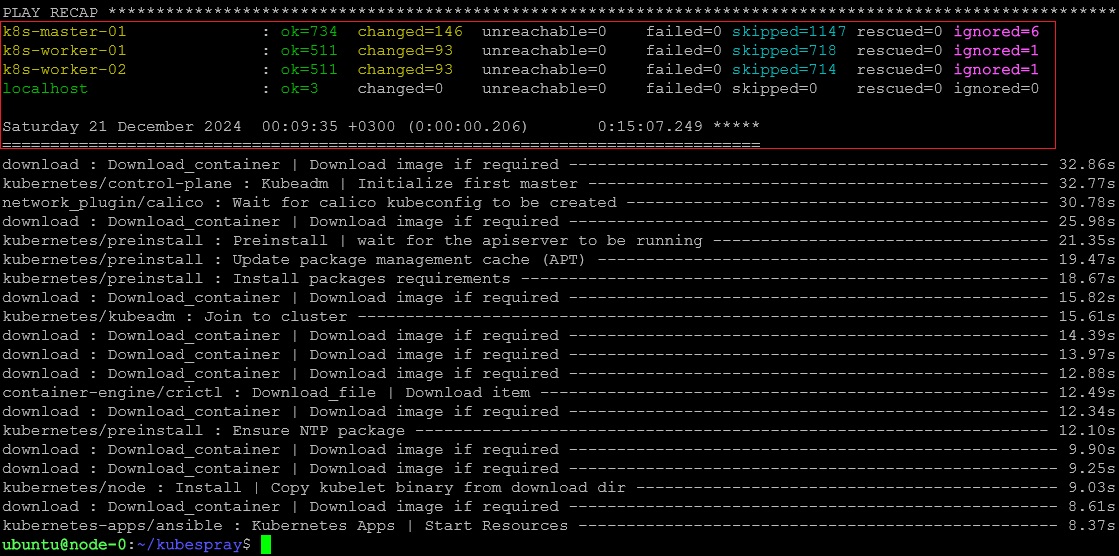 PLAY RECAP *********************************************************************************************************
k8s-master-01 : ok=734 changed=146 unreachable=0 failed=0 skipped=1147 rescued=0 ignored=6
k8s-worker-01 : ok=511 changed=93 unreachable=0 failed=0 skipped=718 rescued=0 ignored=1
k8s-worker-02 : ok=511 changed=93 unreachable=0 failed=0 skipped=714 rescued=0 ignored=1
localhost : ok=3 changed=0 unreachable=0 failed=0 skipped=0 rescued=0 ignored=0
Saturday 21 December 2024 00:09:35 +0300 (0:00:00.206) 0:15:07.249 *****
===============================================================================
download : Download_container | Download image if required -------------------------------------------------- 32.86s
kubernetes/control-plane : Kubeadm | Initialize first master ------------------------------------------------ 32.77s
network_plugin/calico : Wait for calico kubeconfig to be created -------------------------------------------- 30.78s
download : Download_container | Download image if required -------------------------------------------------- 25.98s
kubernetes/preinstall : Preinstall | wait for the apiserver to be running ----------------------------------- 21.35s
kubernetes/preinstall : Update package management cache (APT) ----------------------------------------------- 19.47s
kubernetes/preinstall : Install packages requirements ------------------------------------------------------- 18.67s
download : Download_container | Download image if required -------------------------------------------------- 15.82s
kubernetes/kubeadm : Join to cluster ------------------------------------------------------------------------ 15.61s
download : Download_container | Download image if required -------------------------------------------------- 14.39s
download : Download_container | Download image if required -------------------------------------------------- 13.97s
download : Download_container | Download image if required -------------------------------------------------- 12.88s
container-engine/crictl : Download_file | Download item ----------------------------------------------------- 12.49s
download : Download_container | Download image if required -------------------------------------------------- 12.34s
kubernetes/preinstall : Ensure NTP package ------------------------------------------------------------------ 12.10s
download : Download_container | Download image if required --------------------------------------------------- 9.90s
download : Download_container | Download image if required --------------------------------------------------- 9.25s
kubernetes/node : Install | Copy kubelet binary from download dir -------------------------------------------- 9.03s
download : Download_container | Download image if required --------------------------------------------------- 8.61s
kubernetes-apps/ansible : Kubernetes Apps | Start Resources -------------------------------------------------- 8.37s
ubuntu@node-0:~/kubespray$